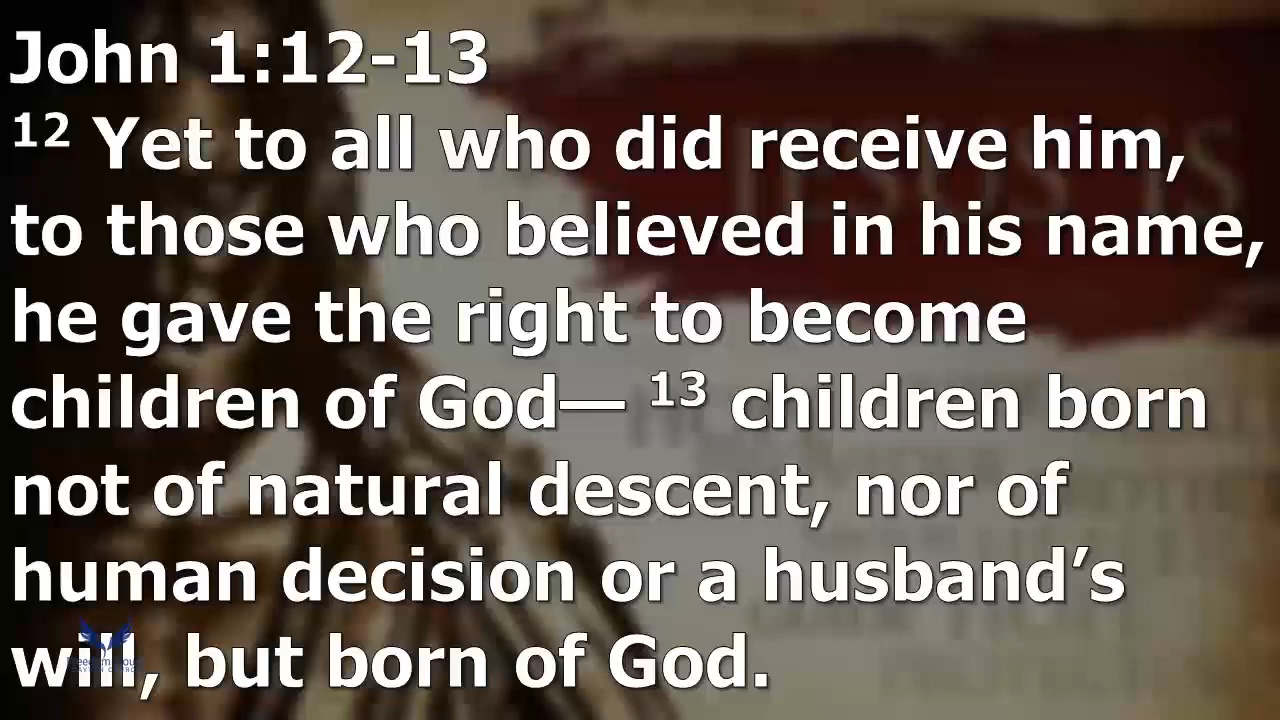 John 1:12-13
¹² Yet to all who did receive him,
to those who believed in his name,
he gave the right to become
children of God— ¹³ children born
not of natural descent, nor of
human decision or a husband’s
will, but born of God.
JESUS IS